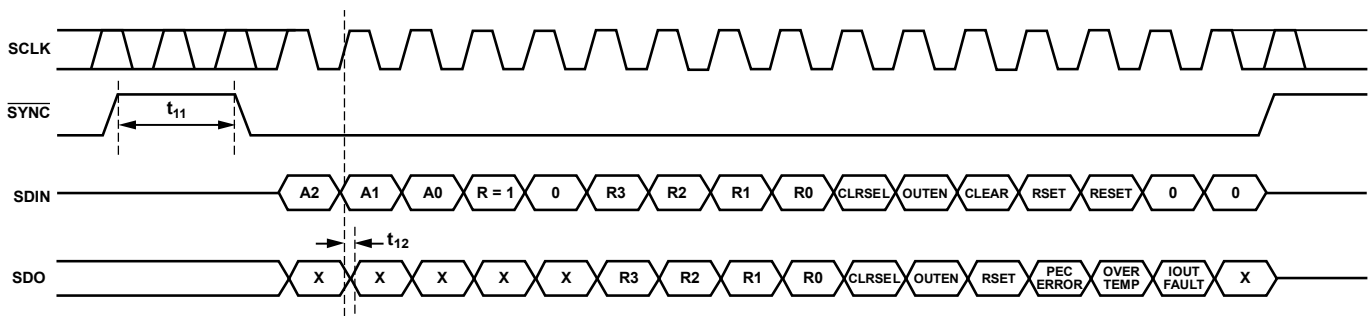 SCLK
SYNC
t11
SDIN A2 A1 A0 R = 1 0 R3 R2 R1 R0 CLRSEL OUTEN CLEAR RSET RESET 0 0
t12
SDO X X X X X R3 R2 R1 R0 CLRSEL OUTEN RSET PEC ERROR OVER TEMP IOUT FAULT X